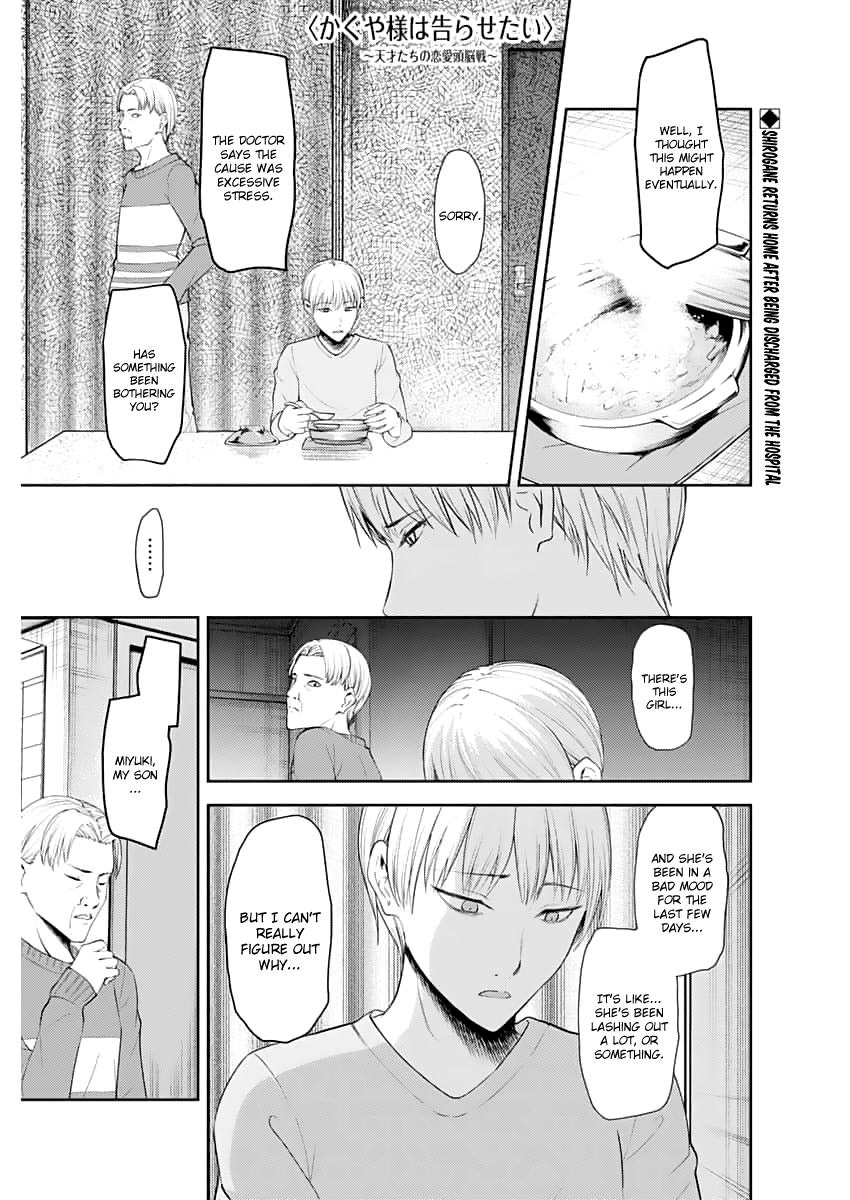 〈かぐや様は告らせたい〉
~天才たちの恋愛頭脳戦~
SHIROGANE RETURNS HOME AFTER BEING DISCHARGED FROM THE HOSPITAL
WELL, I
THOUGHT
THIS MIGHT
HAPPEN
EVENTUALLY.
SORRY.
THE DOCTOR
SAYS THE
CAUSE WAS
EXCESSIVE
STRESS.
HAS
SOMETHING
BEEN
BOTHERING
YOU?
......
THERE'S
THIS
GIRL...
MIYUKI,
MY SON
...
AND SHE'S
BEEN IN A
BAD MOOD
FOR THE
LAST FEW
DAYS...
IT'S LIKE...
SHE'S BEEN
LASHING OUT
A LOT, OR
SOMETHING.
BUT I CAN'T
REALLY
FIGURE OUT
WHY...